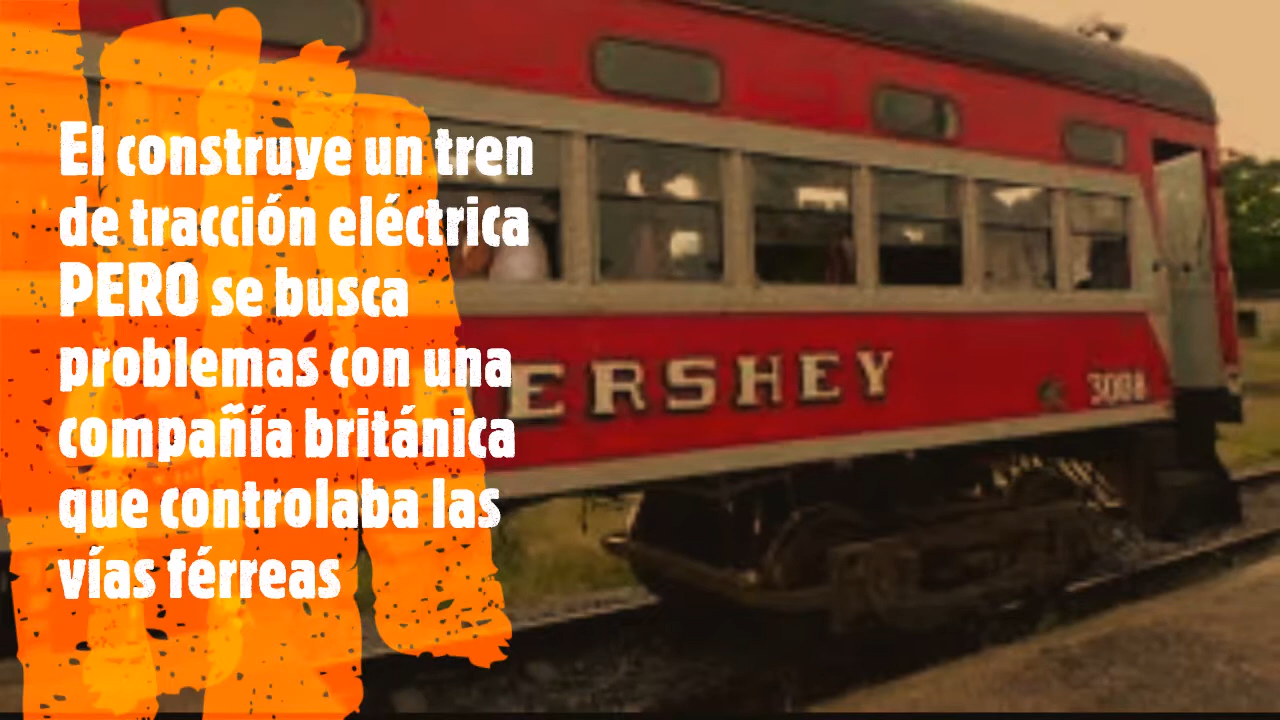 El construye un tren
de tracción eléctrica
PERO se busca
problemas con una
compañía británica
que controlaba las
vías férreas
ERSHEY
3008